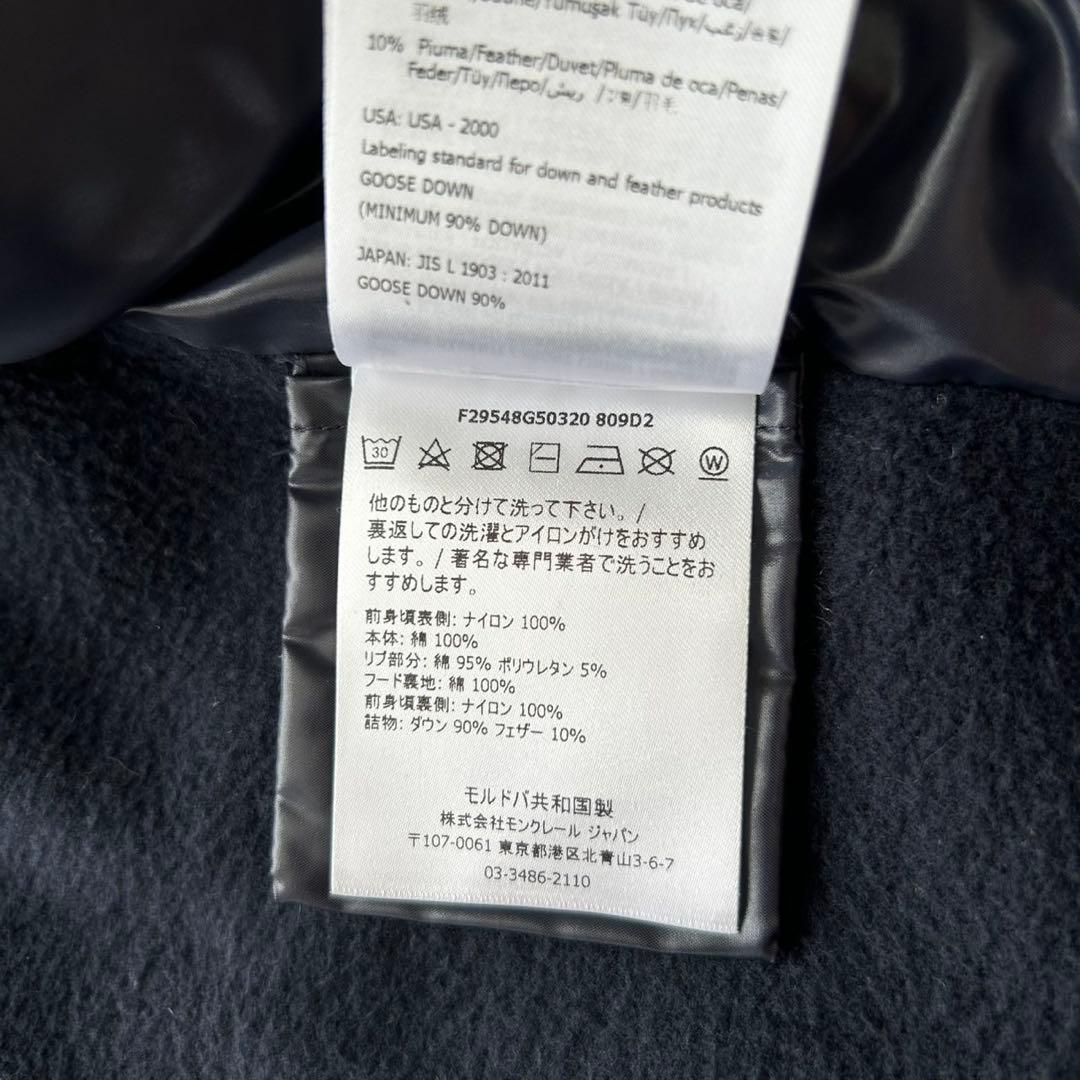 Tüy/Пух/
羽绒
10% Piuma/Feather/Duvet/Pluma de oca/Penas/
Feder/Tüy/Перо/ريش/羽毛
USA: USA - 2000
Labeling standard for down and feather products
GOOSE DOWN
(MINIMUM 90% DOWN)
JAPAN: JIS L 1903 : 2011
GOOSE DOWN 90%
F29548G50320 809D2
30
W
他のものと分けて洗って下さい。/
裏返しての洗濯とアイロンがけをおすすめ
します。/ 著名な専門業者で洗うことをお
すすめします。
前身頃表側: ナイロン 100%
本体: 綿 100%
リブ部分: 綿 95% ポリウレタン 5%
フード裏地: 綿 100%
前身頃裏側: ナイロン 100%
詰物: ダウン 90% フェザー 10%
モルドバ共和国製
株式会社モンクレール ジャパン
〒107-0061 東京都港区北青山3-6-7
03-3486-2110